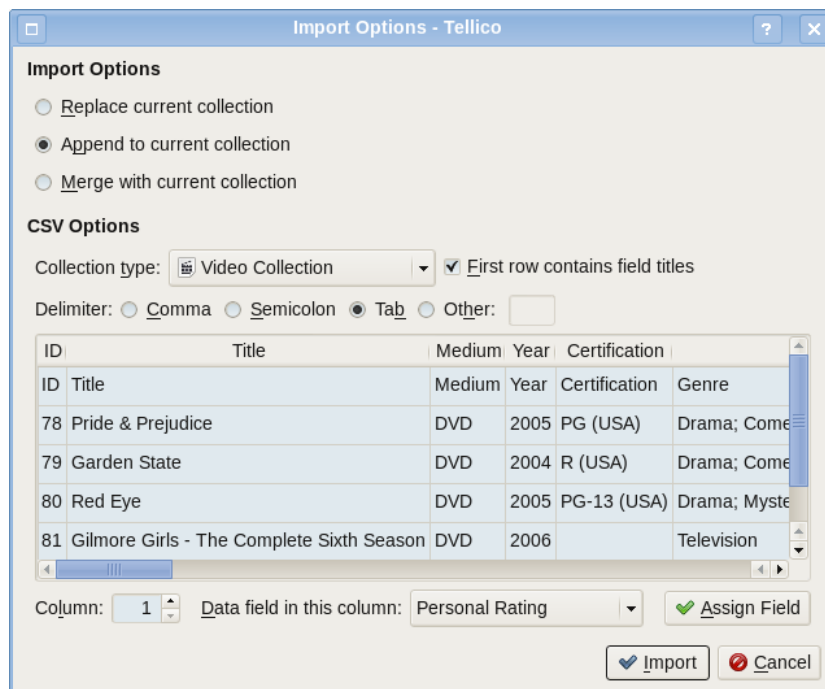 Import Options - Tellico
Import Options
Replace current collection
Append to current collection
Merge with current collection
CSV Options
Collection type: Video Collection First row contains field titles
Delimiter: Comma Semicolon Tab Other:
ID Title Medium Year Certification
ID Title Medium Year Certification Genre
78 Pride & Prejudice DVD 2005 PG (USA) Drama; Come
79 Garden State DVD 2004 R (USA) Drama; Come
80 Red Eye DVD 2005 PG-13 (USA) Drama; Myste
81 Gilmore Girls - The Complete Sixth Season DVD 2006 Television
Column: 1 Data field in this column: Personal Rating Assign Field
Import Cancel